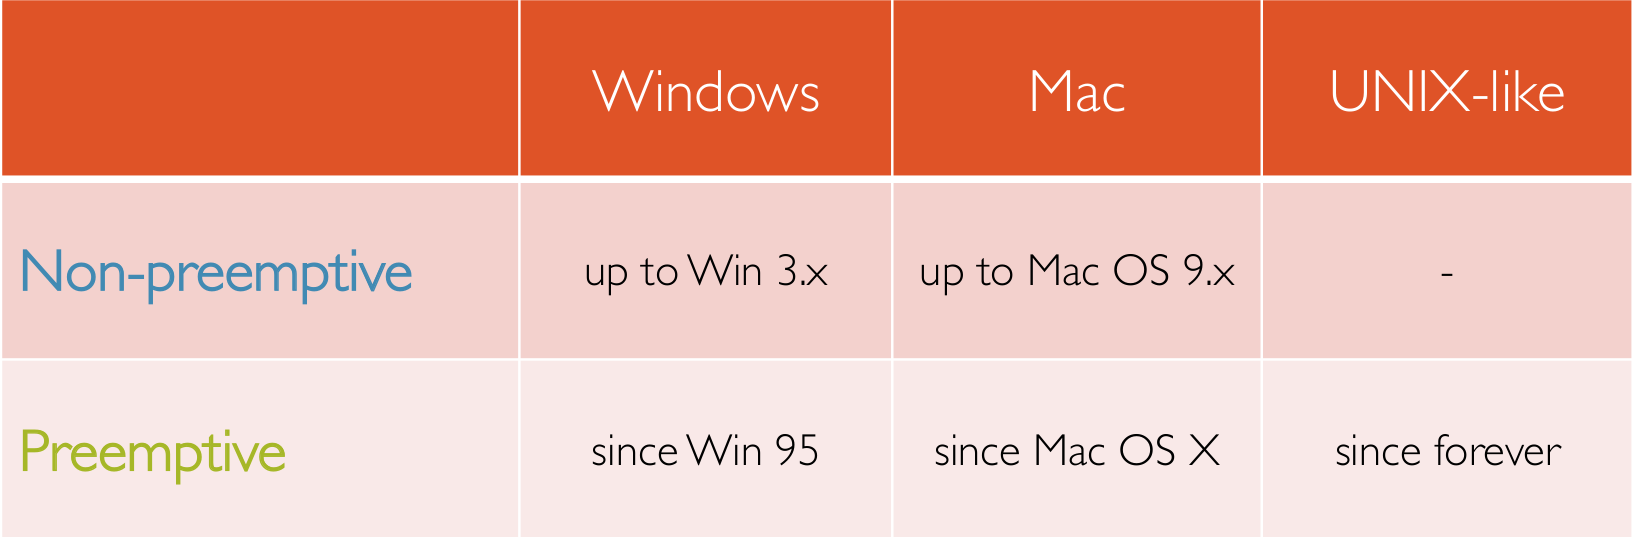 Windows Mac UNIX-like
Non-preemptive up to Win 3.x up to Mac OS 9.x -
Preemptive since Win 95 since Mac OS X since forever